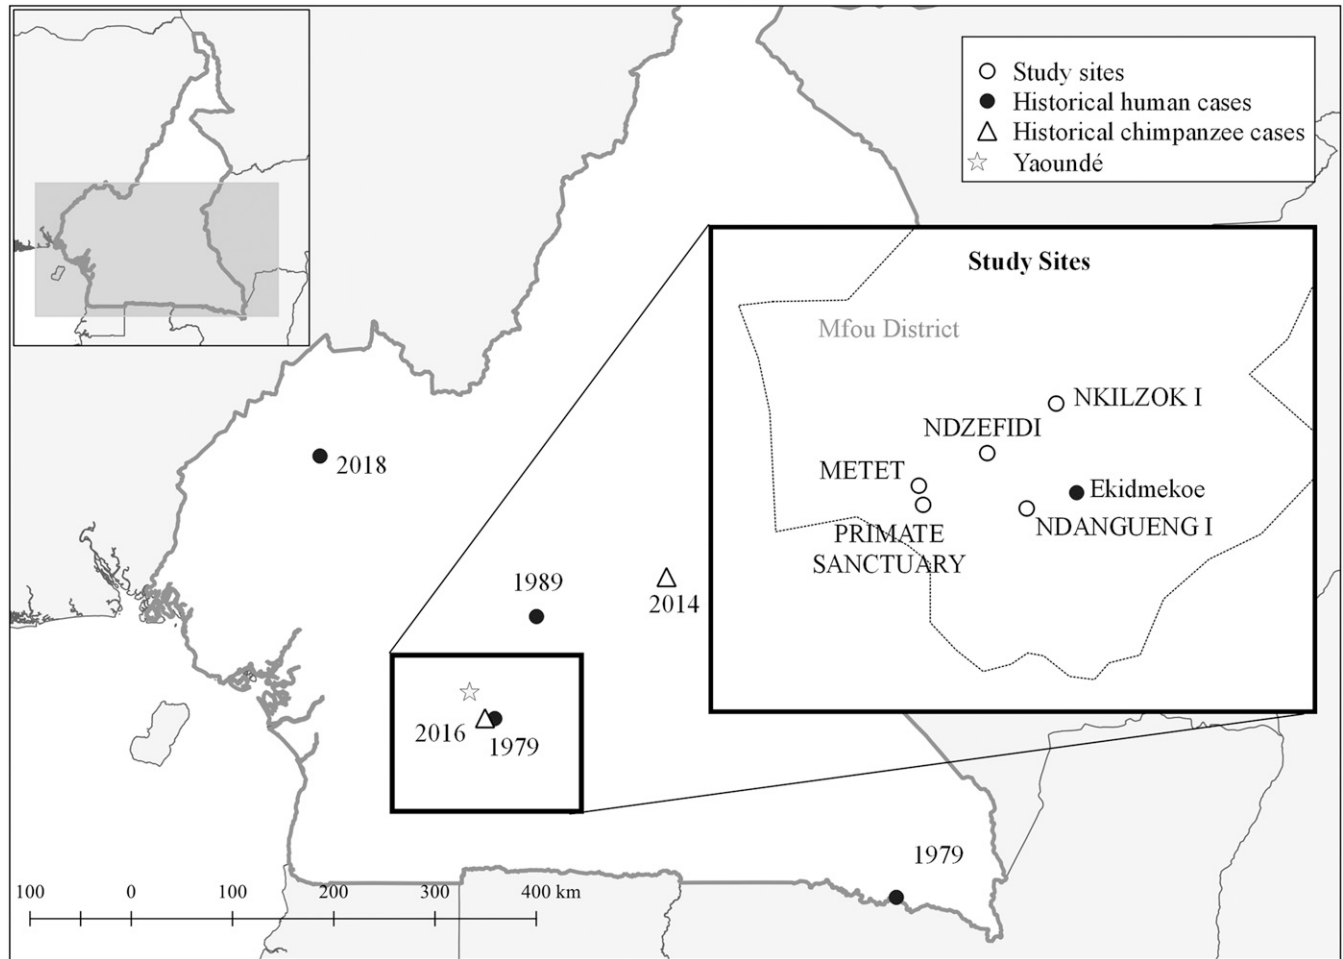 Study sites
Historical human cases
Historical chimpanzee cases
Yaoundé
Study Sites
Mfou District
NKILZOK I
NDZEFIDI
METET
Ekidmekoe
NDANGUENG I
PRIMATE
SANCTUARY
2018
1989
2014
2016
1979
1979
100 0 100 200 300 400 km